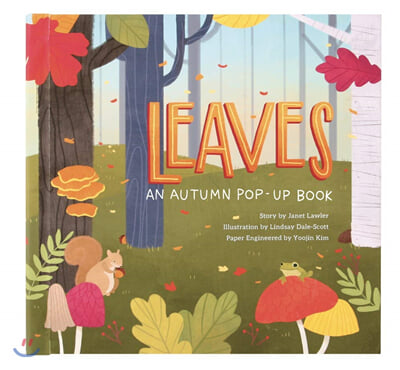 LEAVES
AN AUTUMN POP-UP BOOK
Story by Janet Lawler
Illustration by Lindsay Dale-Scott
Paper Engineered by Yoojin Kim